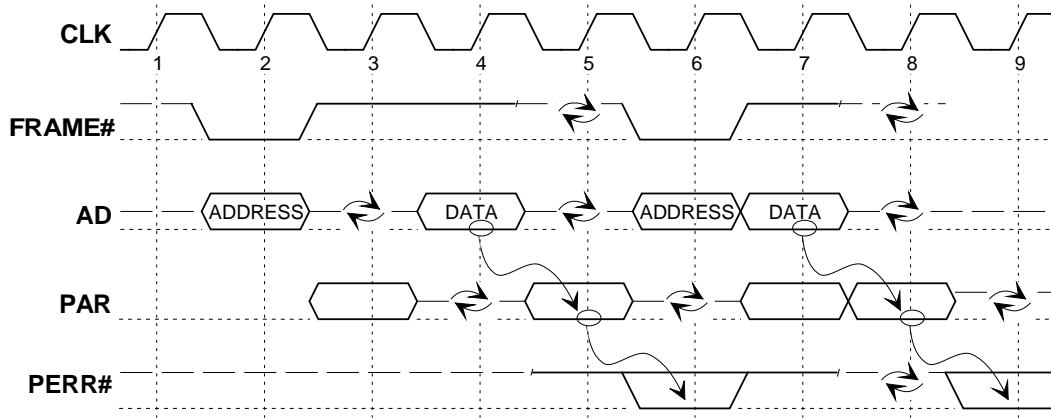 CLK
1 2 3 4 5 6 7 8 9
FRAME#
AD ADDRESS DATA ADDRESS DATA
PAR
PERR#